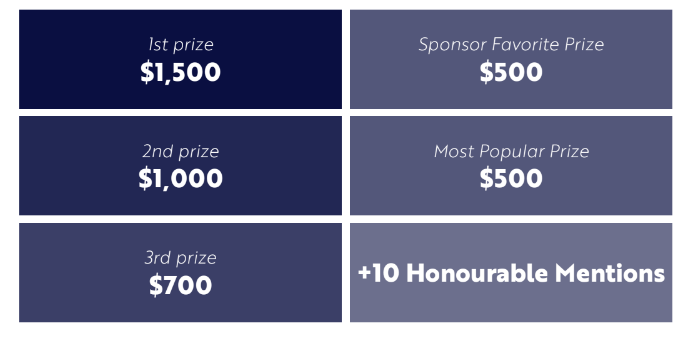 1st prize
$1,500
Sponsor Favorite Prize
$500
2nd prize
$1,000
Most Popular Prize
$500
3rd prize
$700
+10 Honourable Mentions